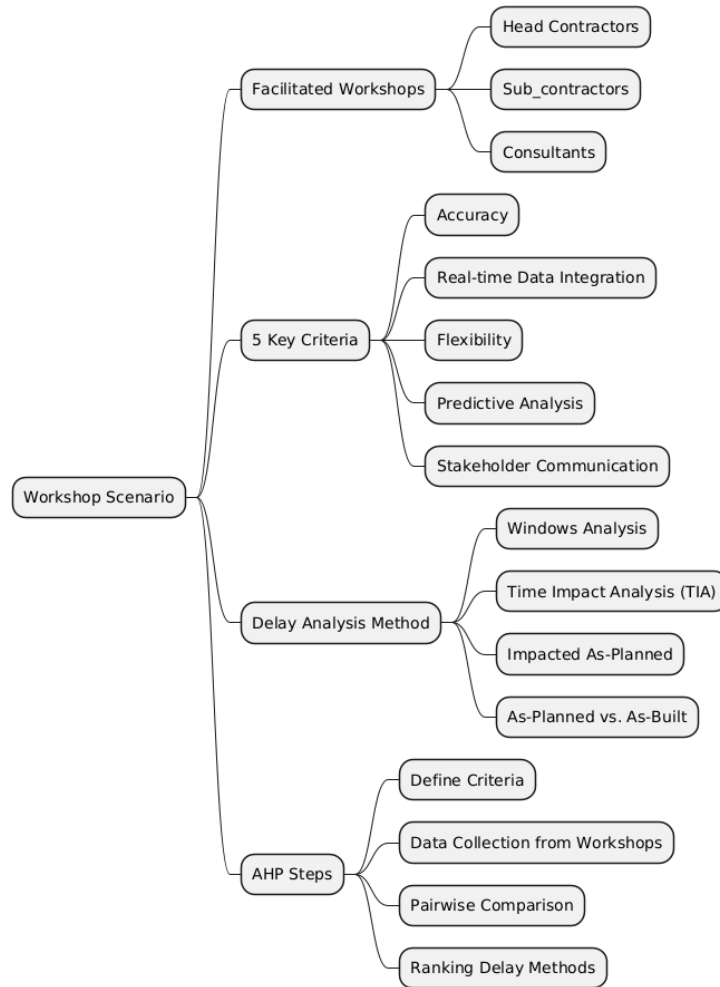 Head Contractors
Facilitated Workshops
Sub_contractors
Consultants
Accuracy
Real-time Data Integration
5 Key Criteria
Flexibility
Predictive Analysis
Stakeholder Communication
Workshop Scenario
Windows Analysis
Time Impact Analysis (TIA)
Delay Analysis Method
Impacted As-Planned
As-Planned vs. As-Built
Define Criteria
Data Collection from Workshops
AHP Steps
Pairwise Comparison
Ranking Delay Methods